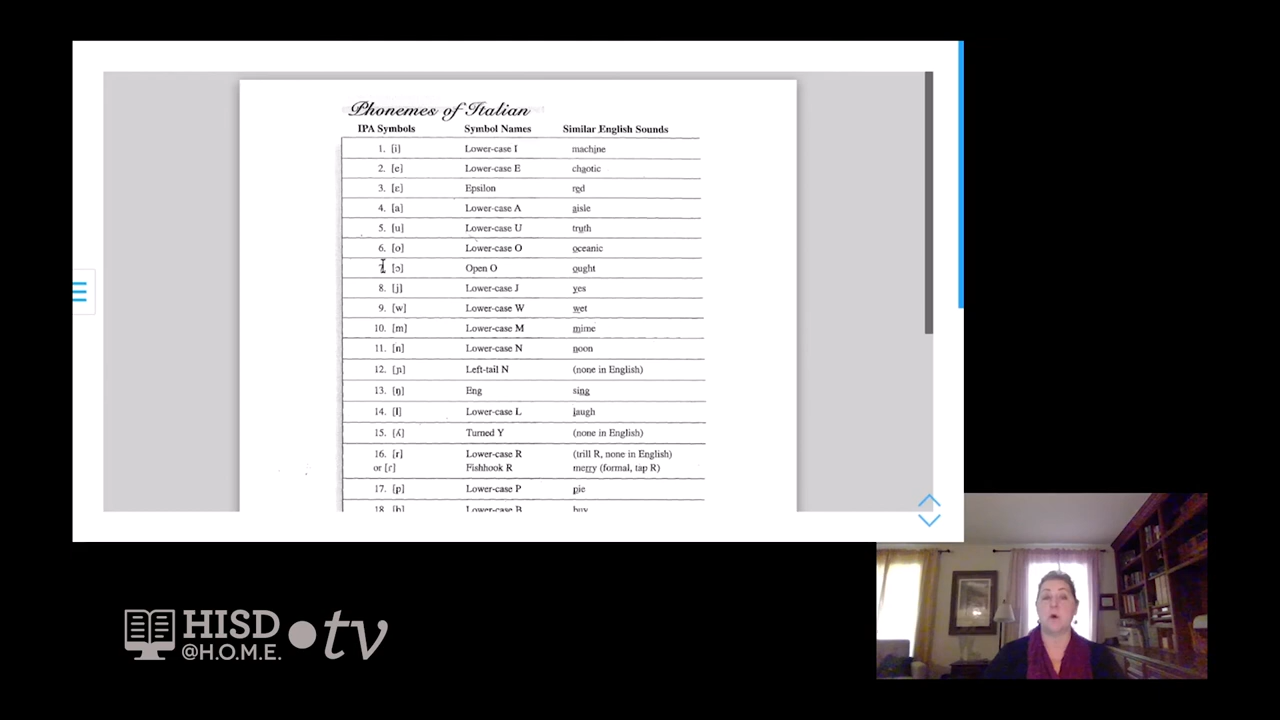 Phonemes of Italian
IPA Symbols Symbol Names Similar English Sounds
1. [i] Lower-case I machine
2. [e] Lower-case E chaotic
3. [ɛ] Epsilon red
4. [a] Lower-case A aisle
5. [u] Lower-case U truth
6. [o] Lower-case O oceanic
[ɔ] Open O ought
8. [j] Lower-case J yes
9. [w] Lower-case W wet
10. [m] Lower-case M mime
11. [n] Lower-case N noon
12. [ɲ] Left-tail N (none in English)
13. [ŋ] Eng sing
14. [l] Lower-case L laugh
15. [ʎ] Turned Y (none in English)
16. [r] Lower-case R (trill R, none in English)
or [ɾ] Fishhook R merry (formal, tap R)
17. [p] Lower-case P pie
18. [b] Lower-case B buy
HISD
@H.O.M.E.
tv